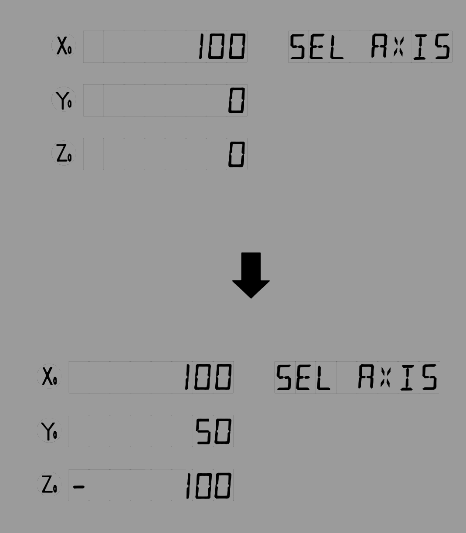 X₀ 100 SEL AXIS
Y₀ 0
Z₀ 0
X₀ 100 SEL AXIS
Y₀ 50
Z₀ - 100